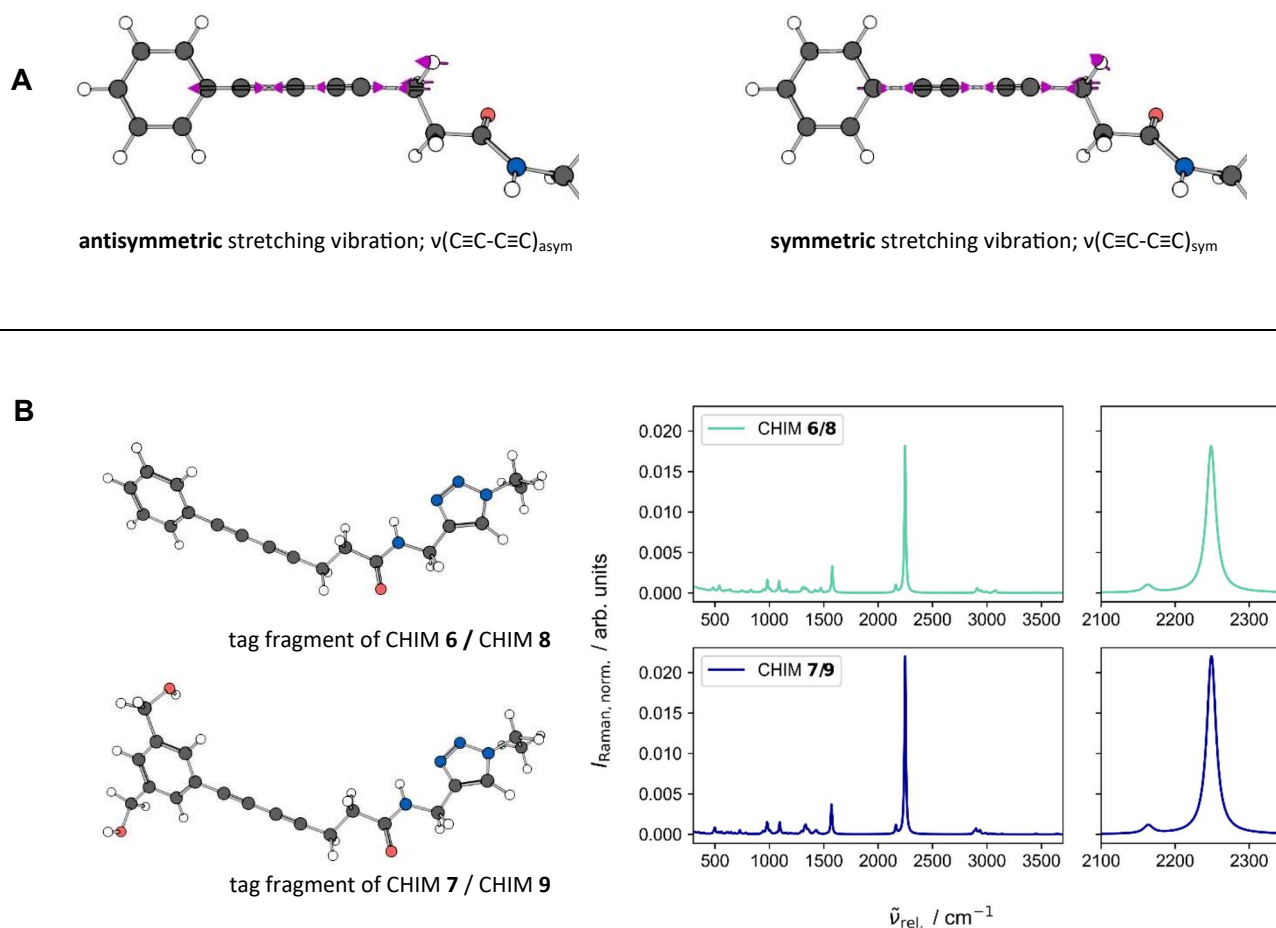 A
antisymmetric stretching vibration; ν(C≡C-C≡C)asym
symmetric stretching vibration; ν(C≡C-C≡C)sym
B
tag fragment of CHIM 6 / CHIM 8
tag fragment of CHIM 7 / CHIM 9
IRaman, norm. / arb. units
CHIM 6/8
0.020
0.015
0.010
0.005
0.000
500 1000 1500 2000 2500 3000 3500
2100 2200 2300
CHIM 7/9
0.020
0.015
0.010
0.005
0.000
500 1000 1500 2000 2500 3000 3500
2100 2200 2300
ν̃rel. / cm−1